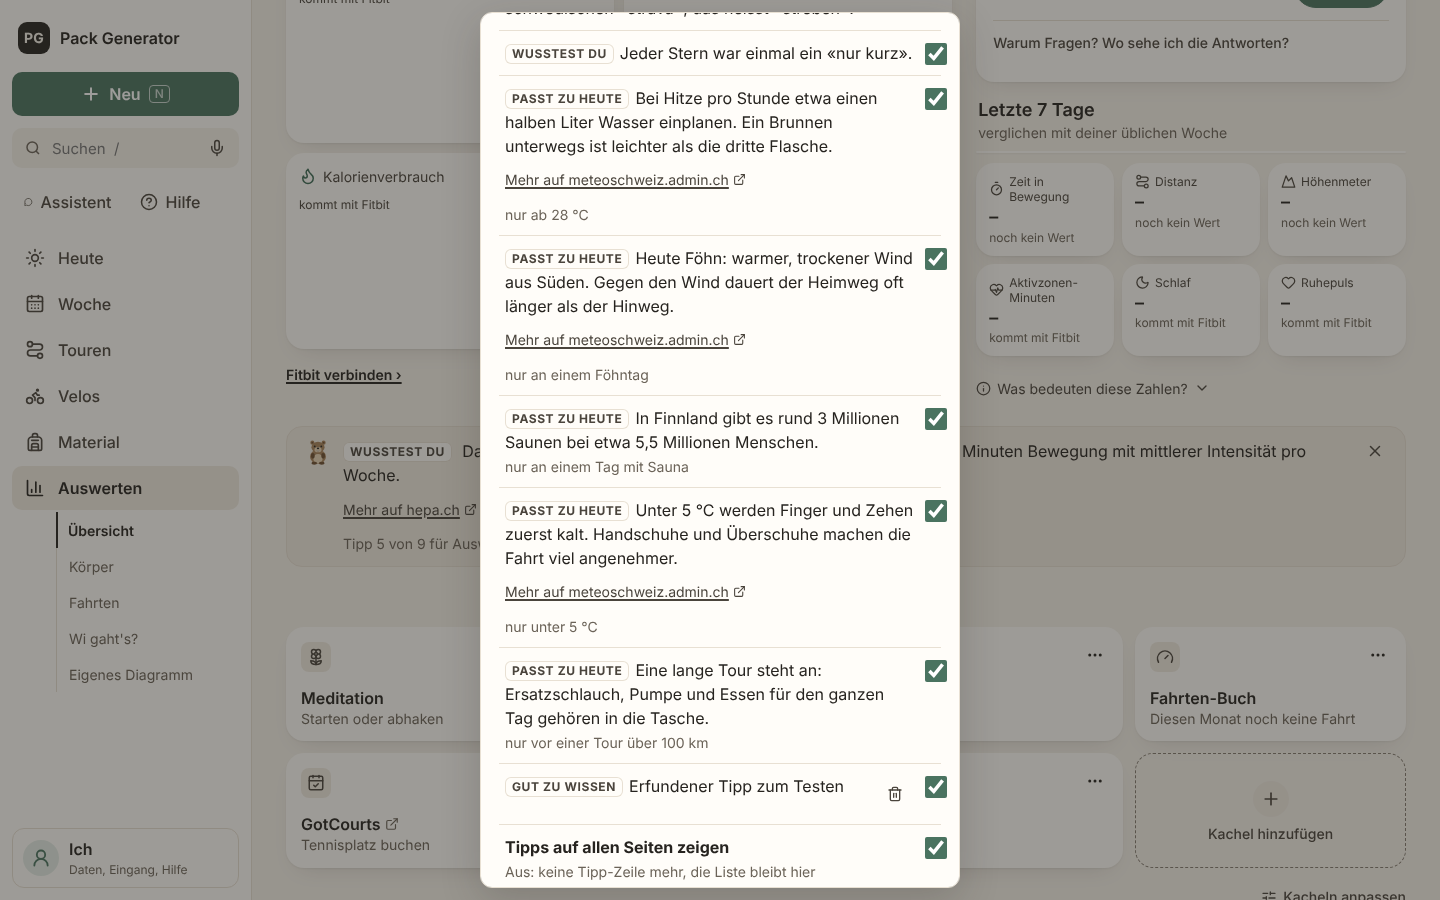 PG Pack Generator
Neu N
Suchen /
Assistent Hilfe
Heute
Woche
Touren
Velos
Material
Auswerten
Übersicht
Körper
Fahrten
Wi gaht's?
Eigenes Diagramm
Ich
Daten, Eingang, Hilfe
kommt mit Fitbit
Kalorienverbrauch
kommt mit Fitbit
Fitbit verbinden ›
WUSSTEST DU
Woche.
Mehr auf hepa.ch
Meditation
Starten oder abhaken
GotCourts
Tennisplatz buchen
WUSSTEST DU Jeder Stern war einmal ein «nur kurz».
PASST ZU HEUTE Bei Hitze pro Stunde etwa einen
halben Liter Wasser einplanen. Ein Brunnen
unterwegs ist leichter als die dritte Flasche.
Mehr auf meteoschweiz.admin.ch
nur ab 28 °C
PASST ZU HEUTE Heute Föhn: warmer, trockener Wind
aus Süden. Gegen den Wind dauert der Heimweg oft
länger als der Hinweg.
Mehr auf meteoschweiz.admin.ch
nur an einem Föhntag
PASST ZU HEUTE In Finnland gibt es rund 3 Millionen
Saunen bei etwa 5,5 Millionen Menschen.
nur an einem Tag mit Sauna
PASST ZU HEUTE Unter 5 °C werden Finger und Zehen
zuerst kalt. Handschuhe und Überschuhe machen die
Fahrt viel angenehmer.
Mehr auf meteoschweiz.admin.ch
nur unter 5 °C
PASST ZU HEUTE Eine lange Tour steht an:
Ersatzschlauch, Pumpe und Essen für den ganzen
Tag gehören in die Tasche.
nur vor einer Tour über 100 km
GUT ZU WISSEN Erfundener Tipp zum Testen
Tipps auf allen Seiten zeigen
Aus: keine Tipp-Zeile mehr, die Liste bleibt hier
Warum Fragen? Wo sehe ich die Antworten?
Letzte 7 Tage
verglichen mit deiner üblichen Woche
Zeit in
Bewegung
–
noch kein Wert
Distanz
–
noch kein Wert
Höhenmeter
–
noch kein Wert
Aktivzonen-
Minuten
–
kommt mit Fitbit
Schlaf
–
kommt mit Fitbit
Ruhepuls
–
kommt mit Fitbit
Was bedeuten diese Zahlen?
Minuten Bewegung mit mittlerer Intensität pro
Tipp 5 von 9 für
Fahrten-Buch
Diesen Monat noch keine Fahrt
Kachel hinzufügen
Kacheln anpassen